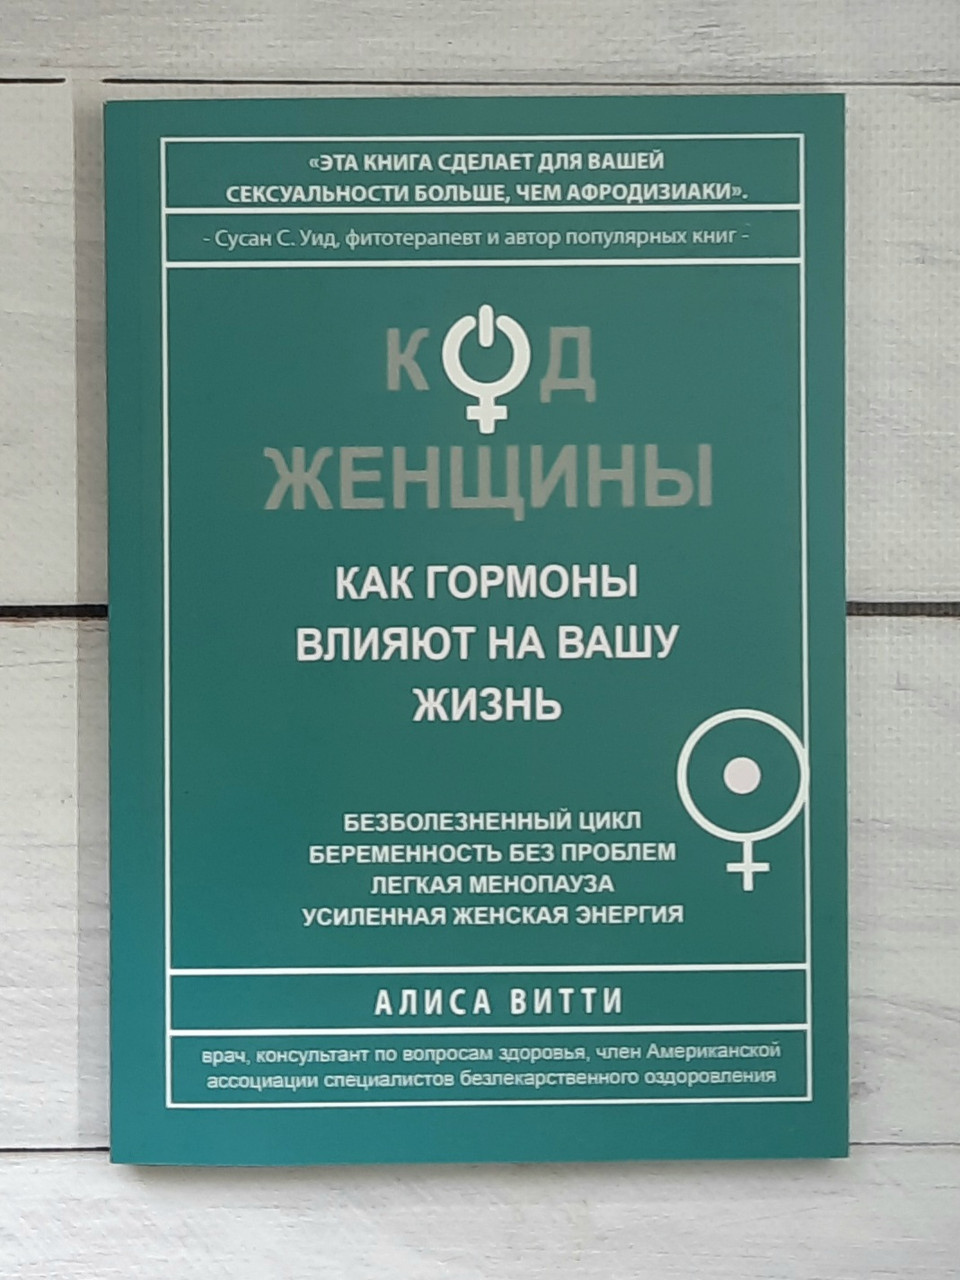 «ЭТА КНИГА СДЕЛАЕТ ДЛЯ ВАШЕЙ
СЕКСУАЛЬНОСТИ БОЛЬШЕ, ЧЕМ АФРОДИЗИАКИ».
- Сусан С. Уид, фитотерапевт и автор популярных книг -
КОД
ЖЕНЩИНЫ
КАК ГОРМОНЫ
ВЛИЯЮТ НА ВАШУ
ЖИЗНЬ
БЕЗБОЛЕЗНЕННЫЙ ЦИКЛ
БЕРЕМЕННОСТЬ БЕЗ ПРОБЛЕМ
ЛЕГКАЯ МЕНОПАУЗА
УСИЛЕННАЯ ЖЕНСКАЯ ЭНЕРГИЯ
АЛИСА ВИТТИ
врач, консультант по вопросам здоровья, член Американской
ассоциации специалистов безлекарственного оздоровления